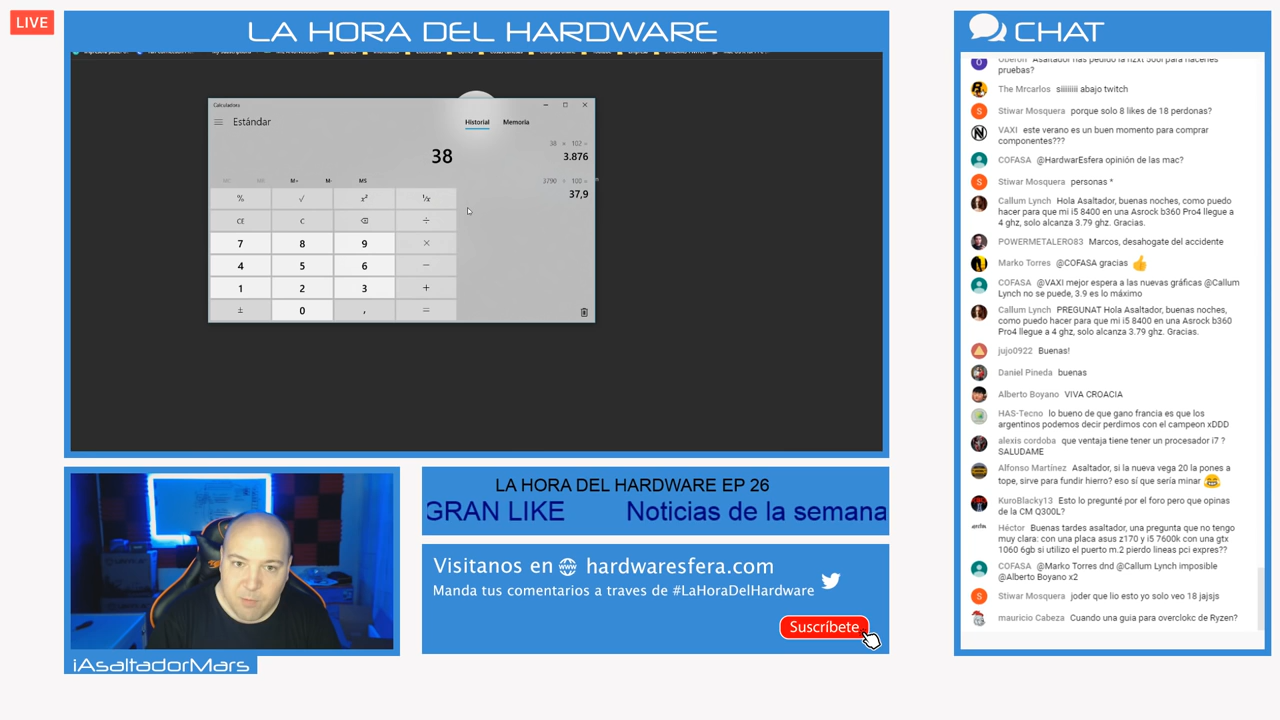 LIVE
LA HORA DEL HARDWARE
Calculadora
Estándar
Historial
Memoria
38
38 × 102 =
3.876
3790 ÷ 100 =
37,9
MC MR M+ M- MS
% √ x² ¹/x
CE C ⌫ ÷
7 8 9 ×
4 5 6 −
1 2 3 +
± 0 , =
LA HORA DEL HARDWARE EP 26
GRAN LIKE Noticias de la semana
Visitanos en hardwaresfera.com
Manda tus comentarios a traves de #LaHoraDelHardware
Suscríbete
iAsaltadorMars
CHAT
Oberon Asaltador has pedido la nzxt 500i para hacerles
pruebas?
The Mrcarlos siiiiiiii abajo twitch
Stiwar Mosquera porque solo 8 likes de 18 perdonas?
VAXI este verano es un buen momento para comprar
componentes???
COFASA @HardwarEsfera opinión de las mac?
Stiwar Mosquera personas *
Callum Lynch Hola Asaltador, buenas noches, como puedo
hacer para que mi i5 8400 en una Asrock b360 Pro4 llegue a
4 ghz, solo alcanza 3.79 ghz. Gracias.
POWERMETALERO83 Marcos, desahogate del accidente
Marko Torres @COFASA gracias 👍
COFASA @VAXI mejor espera a las nuevas gráficas @Callum
Lynch no se puede, 3.9 es lo máximo
Callum Lynch PREGUNAT Hola Asaltador, buenas noches,
como puedo hacer para que mi i5 8400 en una Asrock b360
Pro4 llegue a 4 ghz, solo alcanza 3.79 ghz. Gracias.
jujo0922 Buenas!
Daniel Pineda buenas
Alberto Boyano VIVA CROACIA
HAS-Tecno lo bueno de que gano francia es que los
argentinos podemos decir perdimos con el campeon xDDD
alexis cordoba que ventaja tiene tener un procesador i7 ?
SALUDAME
Alfonso Martínez Asaltador, si la nueva vega 20 la pones a
tope, sirve para fundir hierro? eso sí que sería minar 😂
KuroBlacky13 Esto lo pregunté por el foro pero que opinas
de la CM Q300L?
Héctor Buenas tardes asaltador, una pregunta que no tengo
muy clara: con una placa asus z170 y i5 7600k con una gtx
1060 6gb si utilizo el puerto m.2 pierdo lineas pci expres??
COFASA @Marko Torres dnd @Callum Lynch imposible
@Alberto Boyano x2
Stiwar Mosquera joder que lio esto yo solo veo 18 jajsjs
mauricio Cabeza Cuando una guia para overclokc de Ryzen?